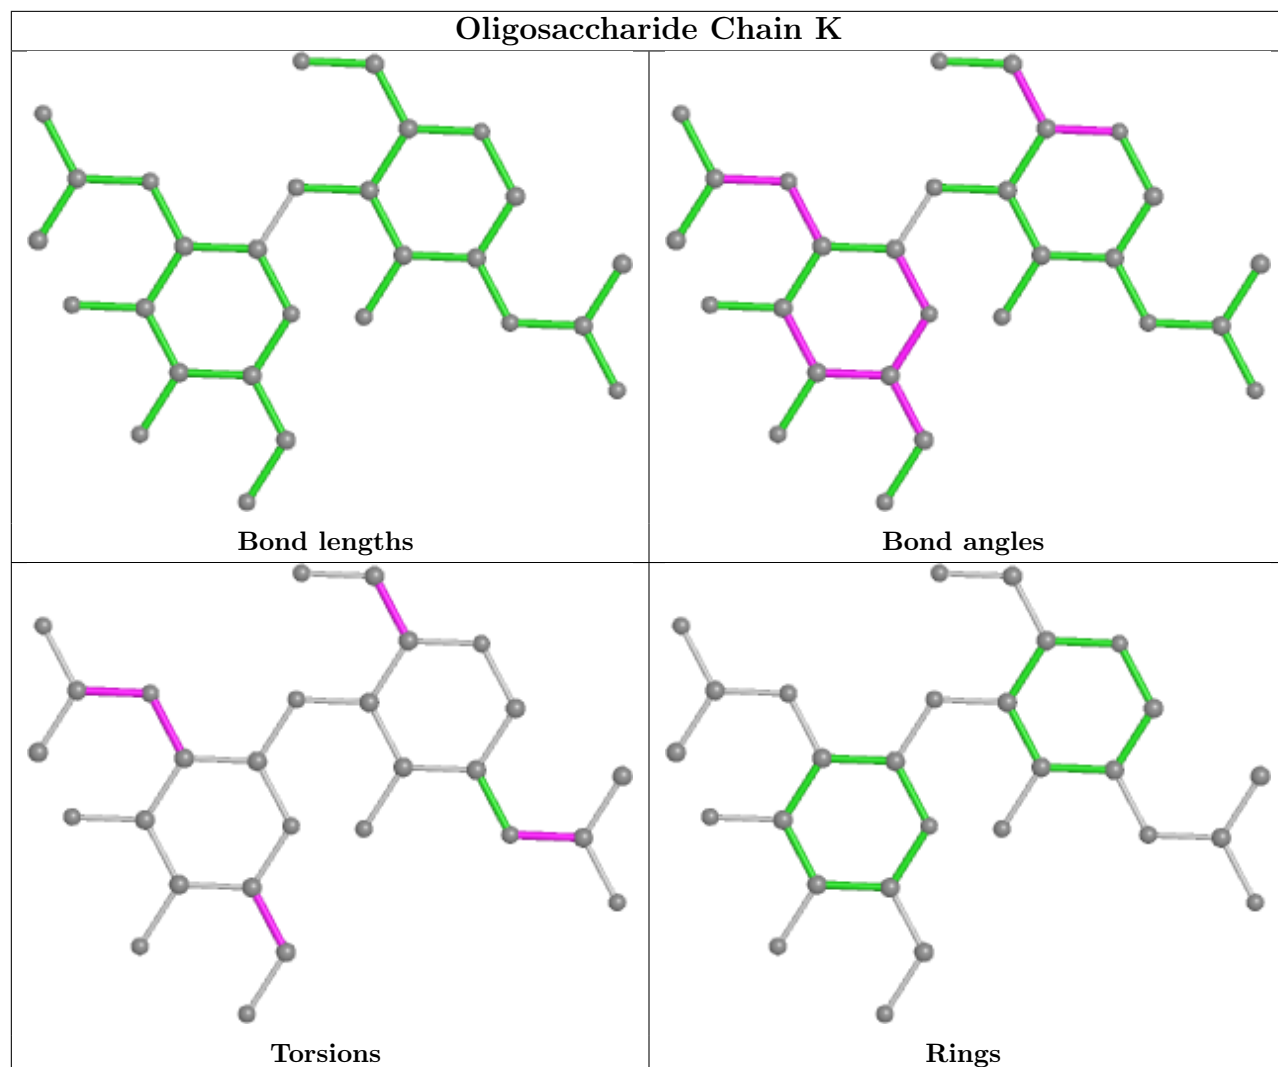 Oligosaccharide Chain K
Bond lengths
Bond angles
Torsions
Rings